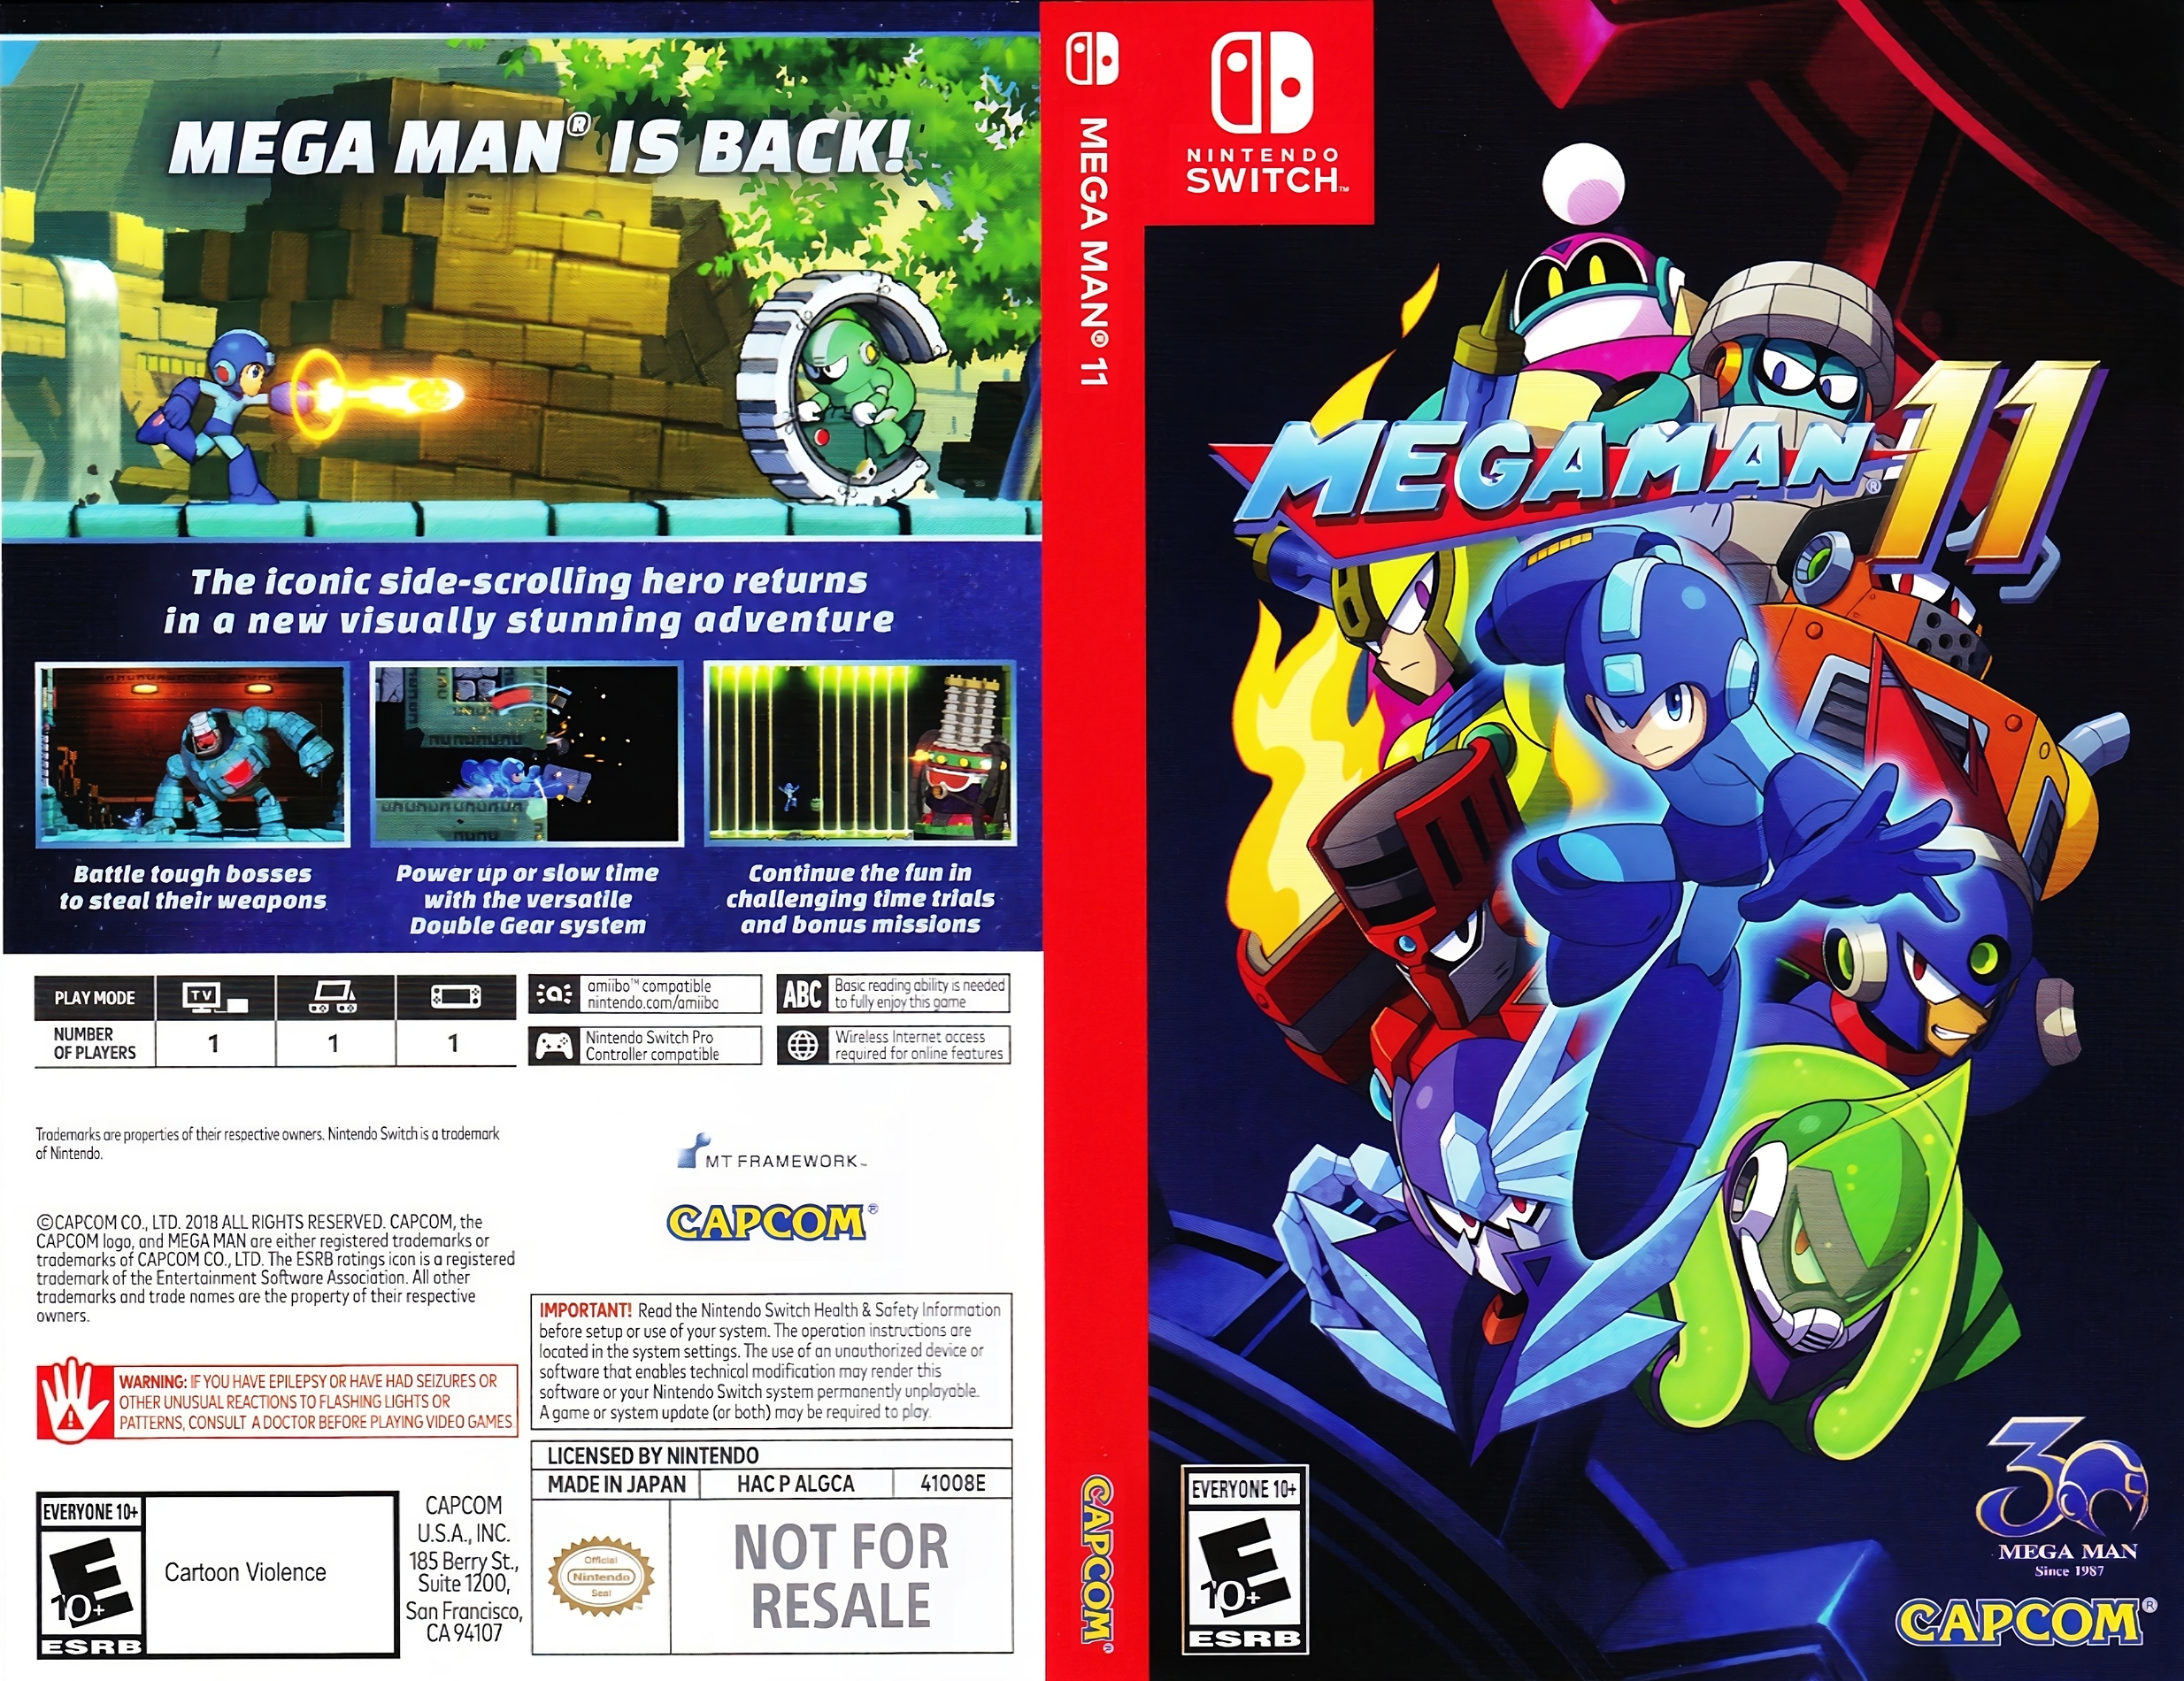 MEGA MAN® IS BACK!
The iconic side-scrolling hero returns
in a new visually stunning adventure
Battle tough bosses
to steal their weapons
Power up or slow time
with the versatile
Double Gear system
Continue the fun in
challenging time trials
and bonus missions
PLAY MODE
TV
NUMBER
OF PLAYERS
1
1
1
amiibo™ compatible
nintendo.com/amiibo
Nintendo Switch Pro
Controller compatible
ABC
Basic reading ability is needed
to fully enjoy this game
Wireless Internet access
required for online features
Trademarks are properties of their respective owners. Nintendo Switch is a trademark
of Nintendo.
MT FRAMEWORK™
CAPCOM®
©CAPCOM CO., LTD. 2018 ALL RIGHTS RESERVED. CAPCOM, the
CAPCOM logo, and MEGA MAN are either registered trademarks or
trademarks of CAPCOM CO., LTD. The ESRB ratings icon is a registered
trademark of the Entertainment Software Association. All other
trademarks and trade names are the property of their respective
owners.
WARNING: IF YOU HAVE EPILEPSY OR HAVE HAD SEIZURES OR
OTHER UNUSUAL REACTIONS TO FLASHING LIGHTS OR
PATTERNS, CONSULT A DOCTOR BEFORE PLAYING VIDEO GAMES
IMPORTANT! Read the Nintendo Switch Health & Safety Information
before setup or use of your system. The operation instructions are
located in the system settings. The use of an unauthorized device or
software that enables technical modification may render this
software or your Nintendo Switch system permanently unplayable.
A game or system update (or both) may be required to play.
LICENSED BY NINTENDO
MADE IN JAPAN
HAC P ALGCA
41008E
Official
Nintendo
Seal
NOT FOR
RESALE
EVERYONE 10+
E
10+
ESRB
Cartoon Violence
CAPCOM
U.S.A., INC.
185 Berry St.,
Suite 1200,
San Francisco,
CA 94107
MEGA MAN® 11
CAPCOM®
NINTENDO
SWITCH™
MEGAMAN® 11
EVERYONE 10+
E
10+
ESRB
30
MEGA MAN
Since 1987
CAPCOM®